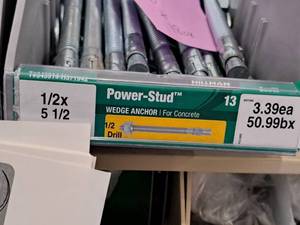 HILLMAN
1/2x
5 1/2
Power-Stud™
13
WEDGE ANCHOR | For Concrete
1/2
Drill
3.39ea
50.99bx